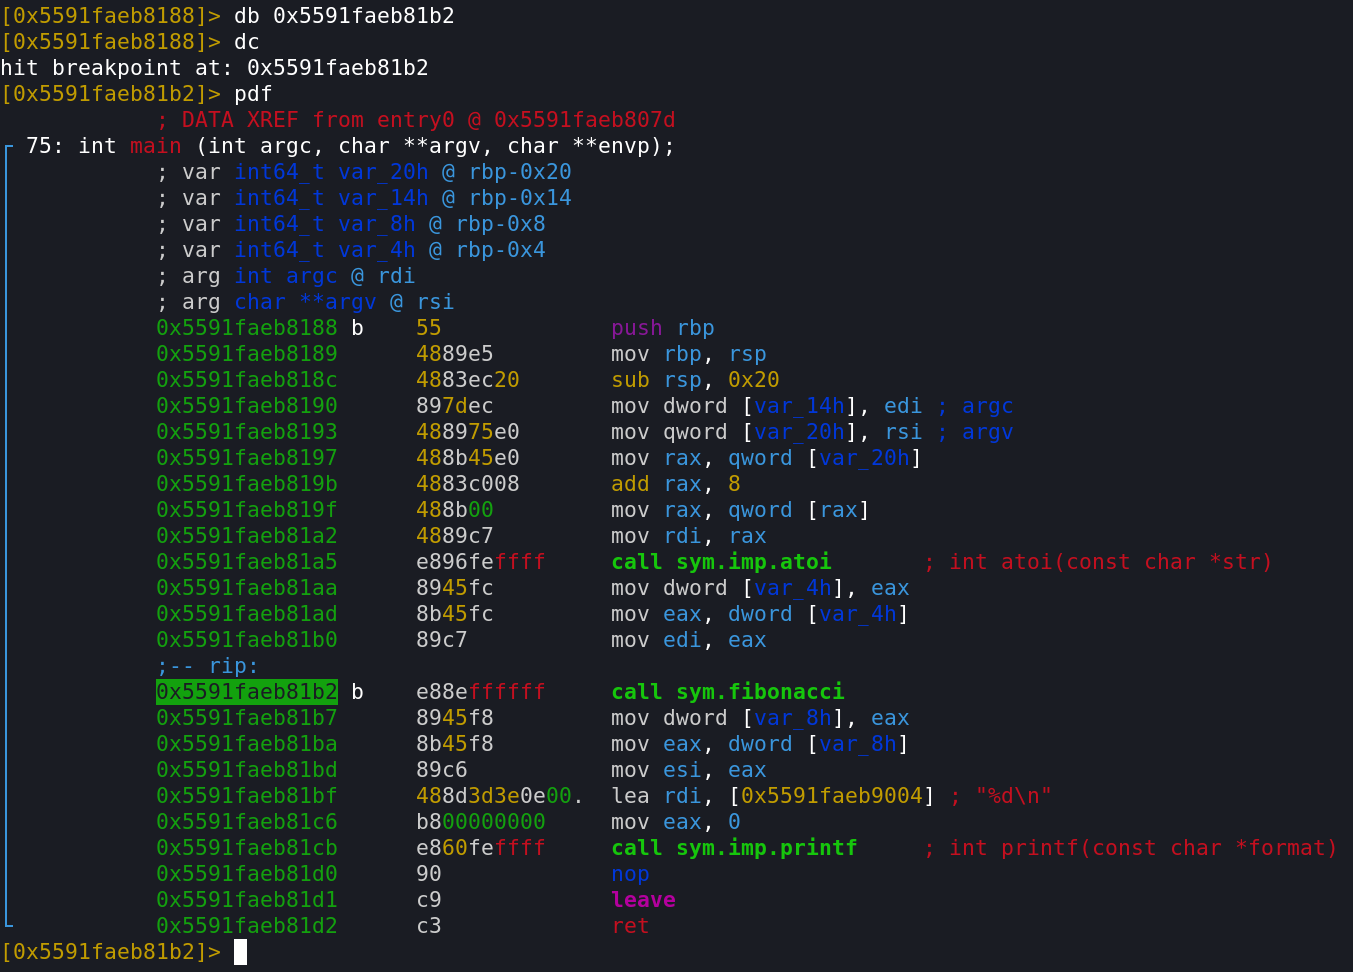 [0x5591faeb8188]> db 0x5591faeb81b2
[0x5591faeb8188]> dc
hit breakpoint at: 0x5591faeb81b2
[0x5591faeb81b2]> pdf
            ; DATA XREF from entry0 @ 0x5591faeb807d
┌ 75: int main (int argc, char **argv, char **envp);
│           ; var int64_t var_20h @ rbp-0x20
│           ; var int64_t var_14h @ rbp-0x14
│           ; var int64_t var_8h @ rbp-0x8
│           ; var int64_t var_4h @ rbp-0x4
│           ; arg int argc @ rdi
│           ; arg char **argv @ rsi
│           0x5591faeb8188 b    55             push rbp
│           0x5591faeb8189      4889e5         mov rbp, rsp
│           0x5591faeb818c      4883ec20       sub rsp, 0x20
│           0x5591faeb8190      897dec         mov dword [var_14h], edi ; argc
│           0x5591faeb8193      488975e0       mov qword [var_20h], rsi ; argv
│           0x5591faeb8197      488b45e0       mov rax, qword [var_20h]
│           0x5591faeb819b      4883c008       add rax, 8
│           0x5591faeb819f      488b00         mov rax, qword [rax]
│           0x5591faeb81a2      4889c7         mov rdi, rax
│           0x5591faeb81a5      e896feffff     call sym.imp.atoi       ; int atoi(const char *str)
│           0x5591faeb81aa      8945fc         mov dword [var_4h], eax
│           0x5591faeb81ad      8b45fc         mov eax, dword [var_4h]
│           0x5591faeb81b0      89c7           mov edi, eax
│           ;-- rip:
│           0x5591faeb81b2 b    e88effffff     call sym.fibonacci
│           0x5591faeb81b7      8945f8         mov dword [var_8h], eax
│           0x5591faeb81ba      8b45f8         mov eax, dword [var_8h]
│           0x5591faeb81bd      89c6           mov esi, eax
│           0x5591faeb81bf      488d3d3e0e00.  lea rdi, [0x5591faeb9004] ; "%d\n"
│           0x5591faeb81c6      b800000000     mov eax, 0
│           0x5591faeb81cb      e860feffff     call sym.imp.printf     ; int printf(const char *format)
│           0x5591faeb81d0      90             nop
│           0x5591faeb81d1      c9             leave
└           0x5591faeb81d2      c3             ret
[0x5591faeb81b2]>